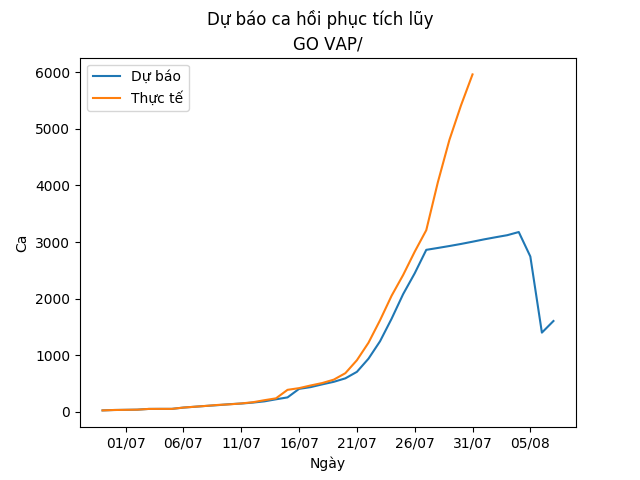 Dự báo ca hồi phục tích lũy
GO VAP/
Dự báo
Thực tế
6000
5000
4000
3000
2000
1000
0
Ca
01/07 06/07 11/07 16/07 21/07 26/07 31/07 05/08
Ngày